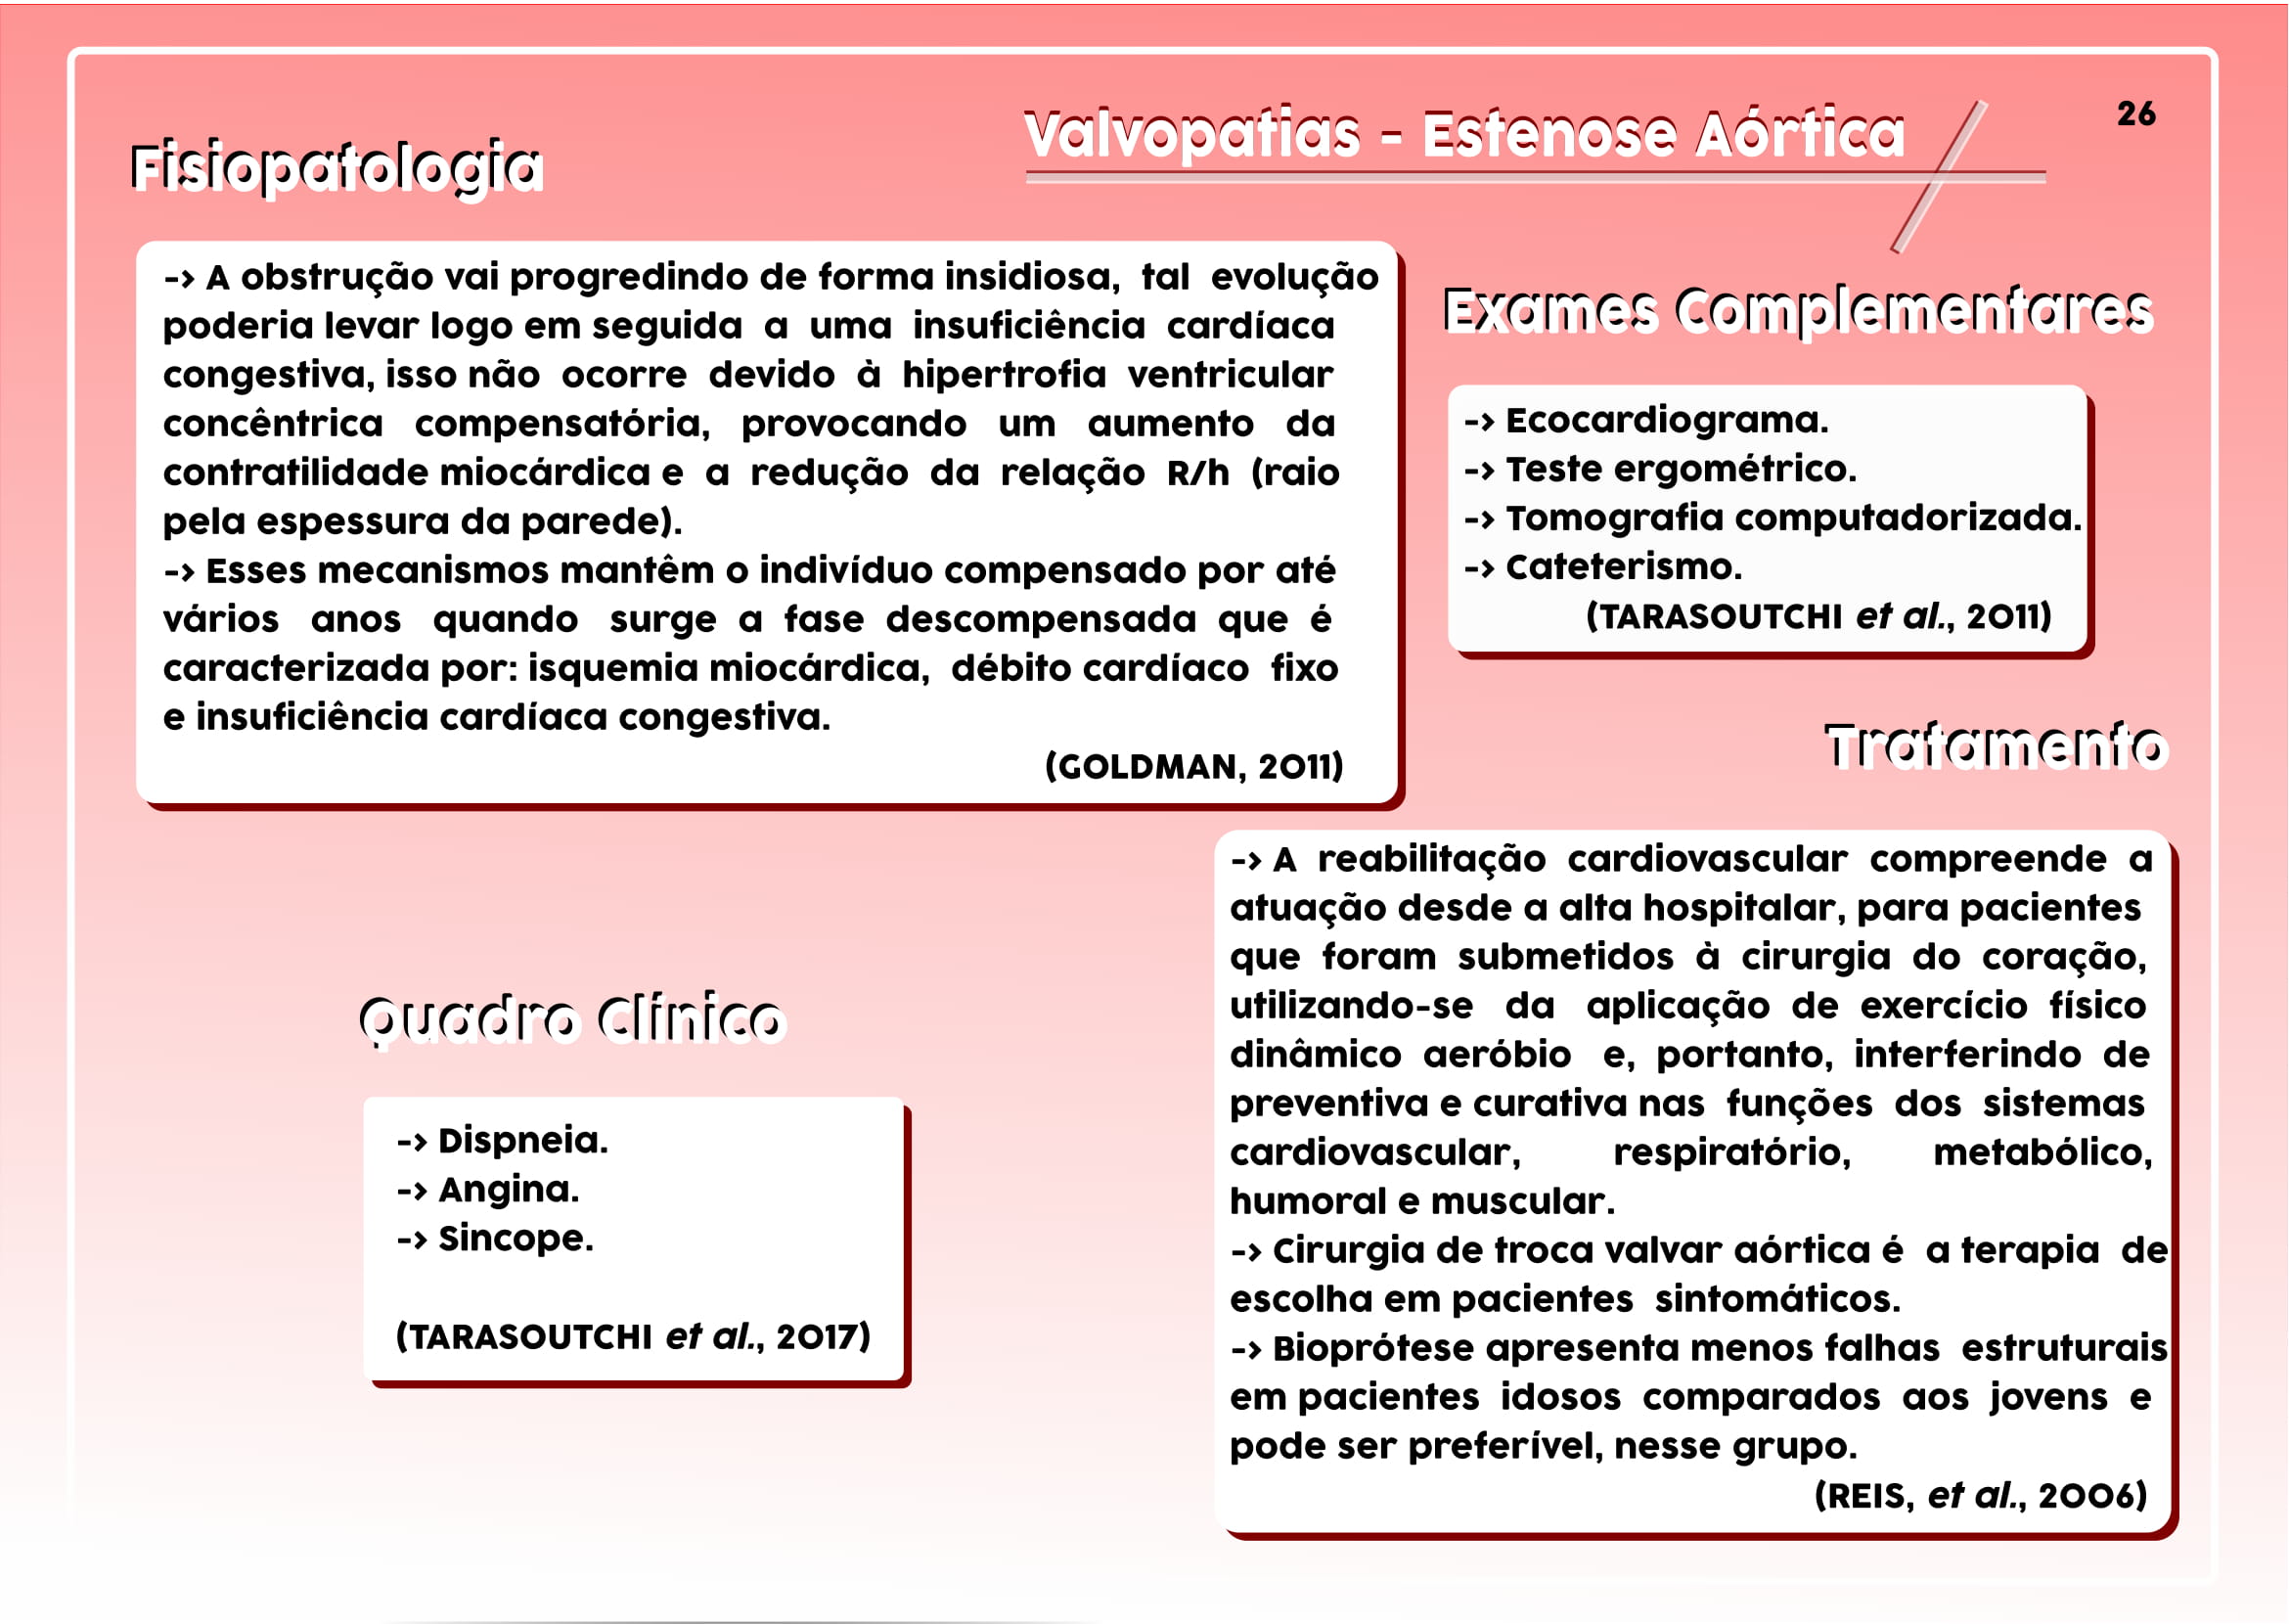 Valvopatias - Estenose Aórtica
26
Fisiopatologia
-> A obstrução vai progredindo de forma insidiosa, tal evolução
poderia levar logo em seguida a uma insuficiência cardíaca
congestiva, isso não ocorre devido à hipertrofia ventricular
concêntrica compensatória, provocando um aumento da
contratilidade miocárdica e a redução da relação R/h (raio
pela espessura da parede).
-> Esses mecanismos mantêm o indivíduo compensado por até
vários anos quando surge a fase descompensada que é
caracterizada por: isquemia miocárdica, débito cardíaco fixo
e insuficiência cardíaca congestiva.
(GOLDMAN, 2011)
Quadro Clínico
-> Dispneia.
-> Angina.
-> Sincope.
(TARASOUTCHI et al., 2017)
Exames Complementares
-> Ecocardiograma.
-> Teste ergométrico.
-> Tomografia computadorizada.
-> Cateterismo.
(TARASOUTCHI et al., 2011)
Tratamento
-> A reabilitação cardiovascular compreende a
atuação desde a alta hospitalar, para pacientes
que foram submetidos à cirurgia do coração,
utilizando-se da aplicação de exercício físico
dinâmico aeróbio e, portanto, interferindo de
preventiva e curativa nas funções dos sistemas
cardiovascular, respiratório, metabólico,
humoral e muscular.
-> Cirurgia de troca valvar aórtica é a terapia de
escolha em pacientes sintomáticos.
-> Bioprótese apresenta menos falhas estruturais
em pacientes idosos comparados aos jovens e
pode ser preferível, nesse grupo.
(REIS, et al., 2006)